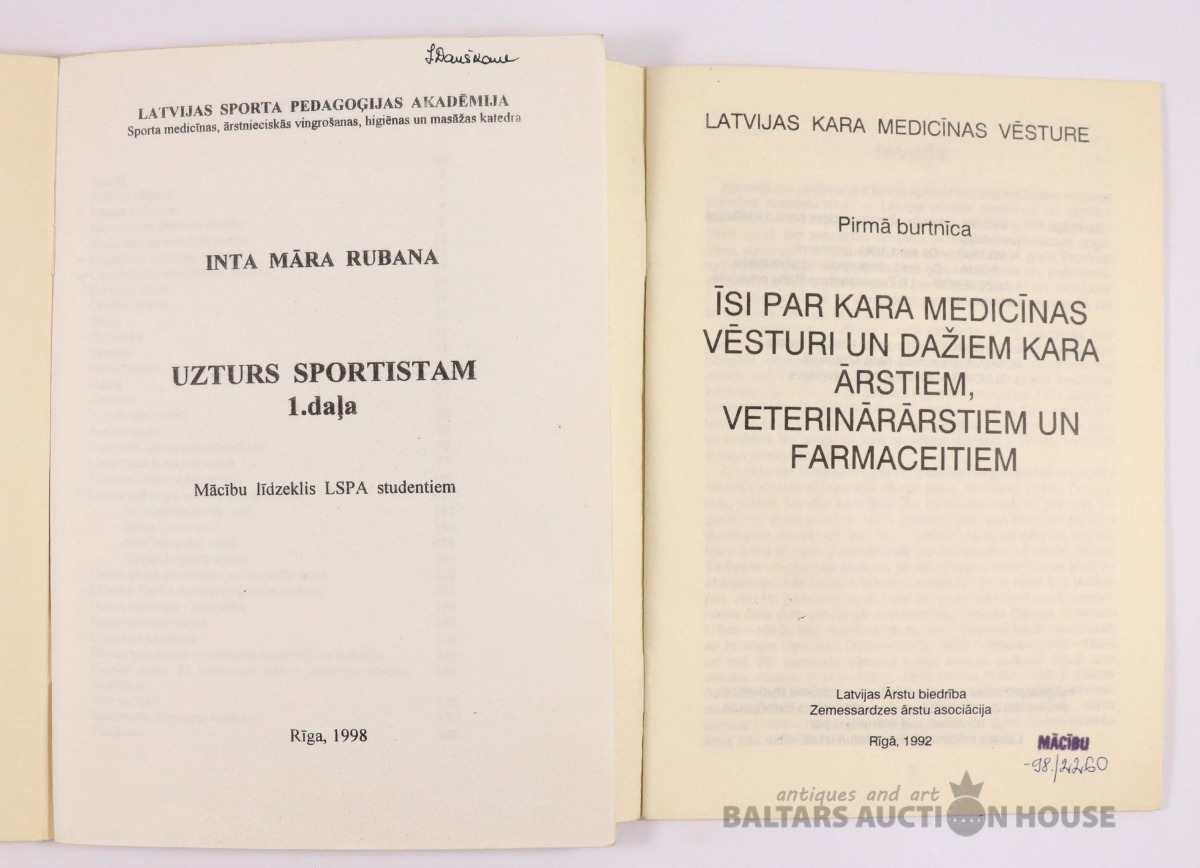 LATVIJAS SPORTA PEDAGOĢIJAS AKADĒMIJA
Sporta medicīnas, ārstnieciskās vingrošanas, higiēnas un masāžas katedra
INTA MĀRA RUBANA
UZTURS SPORTISTAM
1.daļa
Mācību līdzeklis LSPA studentiem
Rīga, 1998
LATVIJAS KARA MEDICĪNAS VĒSTURE
Pirmā burtnīca
ĪSI PAR KARA MEDICĪNAS
VĒSTURI UN DAŽIEM KARA
ĀRSTIEM,
VETERINĀRĀRSTIEM UN
FARMACEITIEM
Latvijas Ārstu biedrība
Zemessardzes ārstu asociācija
Rīgā, 1992
MĀCĪBU
-98./2260
antiques and art
BALTARS AUCTION HOUSE